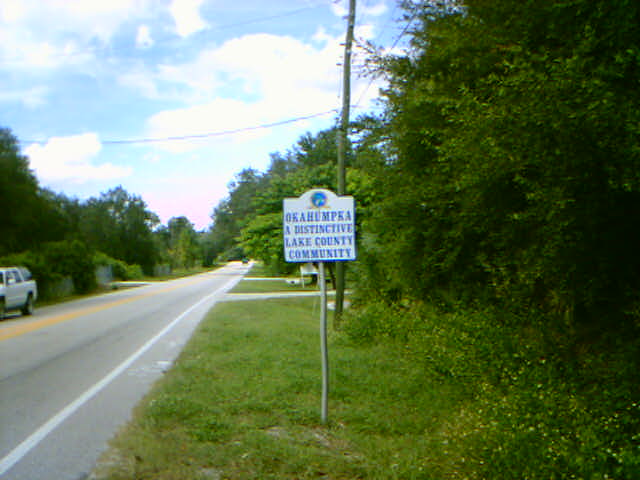 OKAHUMPKA
A DISTINCTIVE
LAKE COUNTY
COMMUNITY